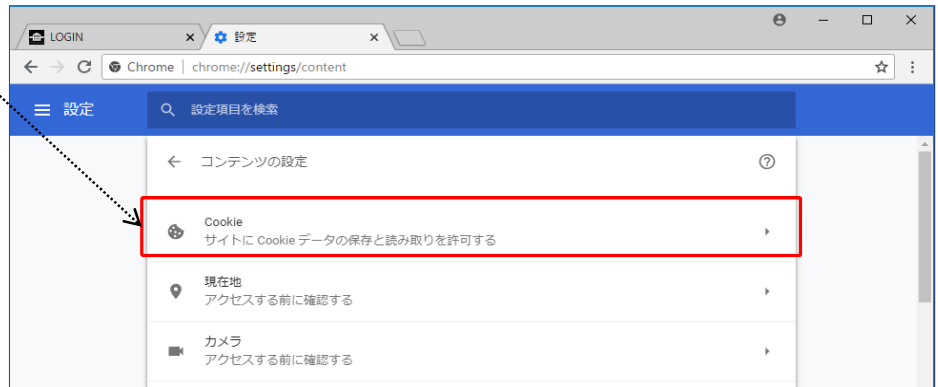 LOGIN
設定
Chrome | chrome://settings/content
設定
設定項目を検索
コンテンツの設定
Cookie
サイトに Cookie データの保存と読み取りを許可する
現在地
アクセスする前に確認する
カメラ
アクセスする前に確認する